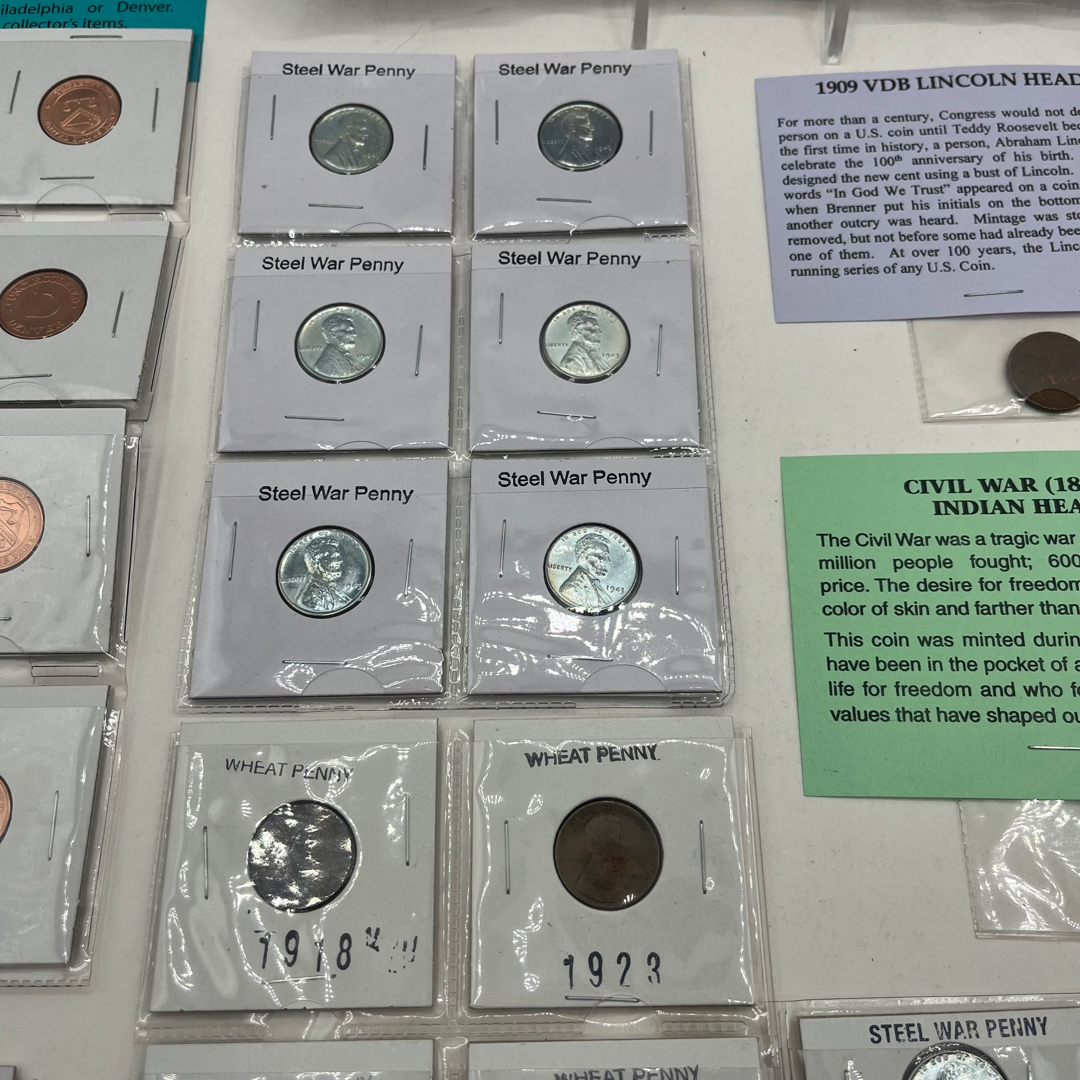 iladelphia or Denver.
collector's items.
Steel War Penny
Steel War Penny
Steel War Penny
Steel War Penny
Steel War Penny
Steel War Penny
LIBERTY 1943
LIBERTY 1943
WHEAT PENNY
1918
WHEAT PENNY
1923
WHEAT PENNY
STEEL WAR PENNY
1909 VDB LINCOLN HEAD
For more than a century, Congress would not de
person on a U.S. coin until Teddy Roosevelt bec
the first time in history, a person, Abraham Linc
celebrate the 100th anniversary of his birth.
designed the new cent using a bust of Lincoln.
words "In God We Trust" appeared on a coin
when Brenner put his initials on the bottom
another outcry was heard. Mintage was sto
removed, but not before some had already bee
one of them. At over 100 years, the Linc
running series of any U.S. Coin.
CIVIL WAR (18
INDIAN HEA
The Civil War was a tragic war
million people fought; 600
price. The desire for freedom
color of skin and farther than
This coin was minted durin
have been in the pocket of a
life for freedom and who fo
values that have shaped ou